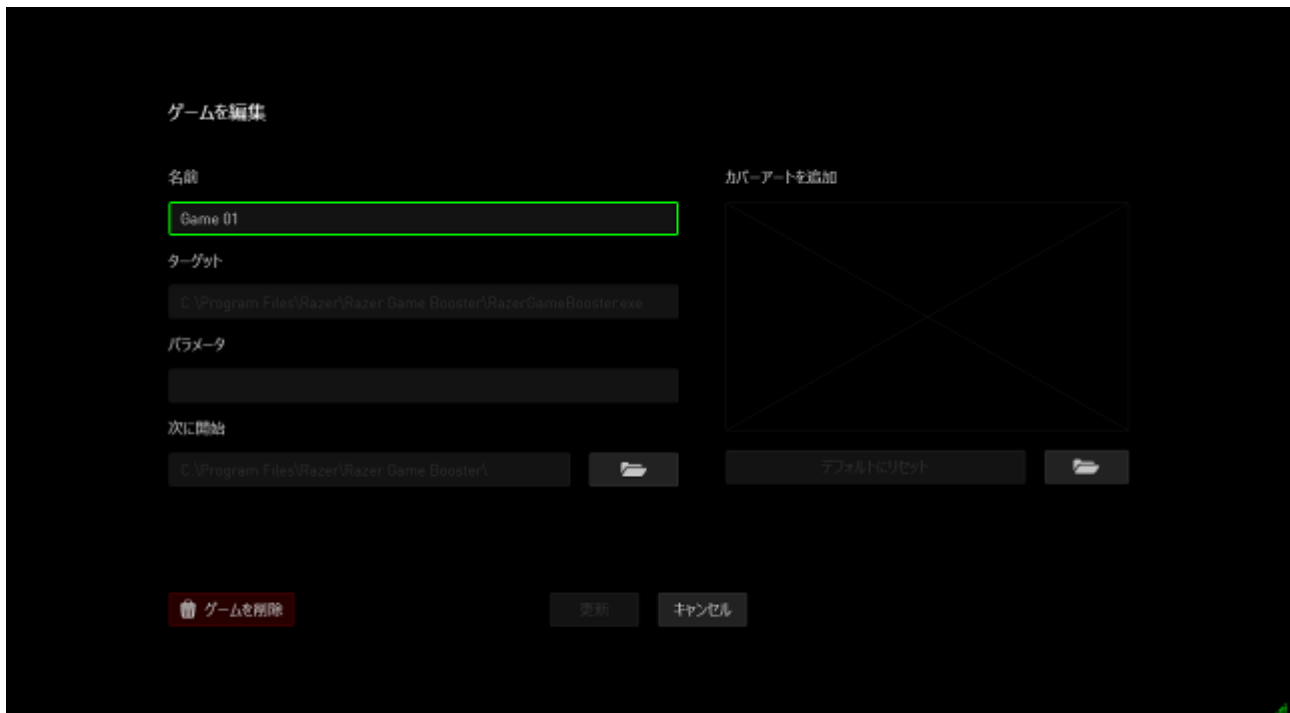 ゲームを編集
名前
Game 01
ターゲット
C:\Program Files\Razer\Razer Game Booster\RazerGameBooster.exe
パラメータ
次に開始
C:\Program Files\Razer\Razer Game Booster\
カバーアートを追加
デフォルトにリセット
ゲームを削除
更新
キャンセル